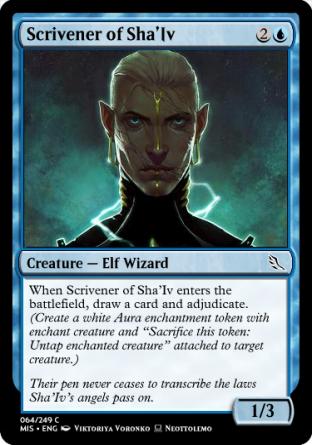 Scrivener of Sha'Iv 2
Creature — Elf Wizard
When Scrivener of Sha'Iv enters the
battlefield, draw a card and adjudicate.
(Create a white Aura enchantment token with
enchant creature and “Sacrifice this token:
Untap enchanted creature” attached to target
creature.)
Their pen never ceases to transcribe the laws
Sha'Iv's angels pass on.
1/3
064/249 C
MIS • ENG Viktoriya Voronko & Neottolemo